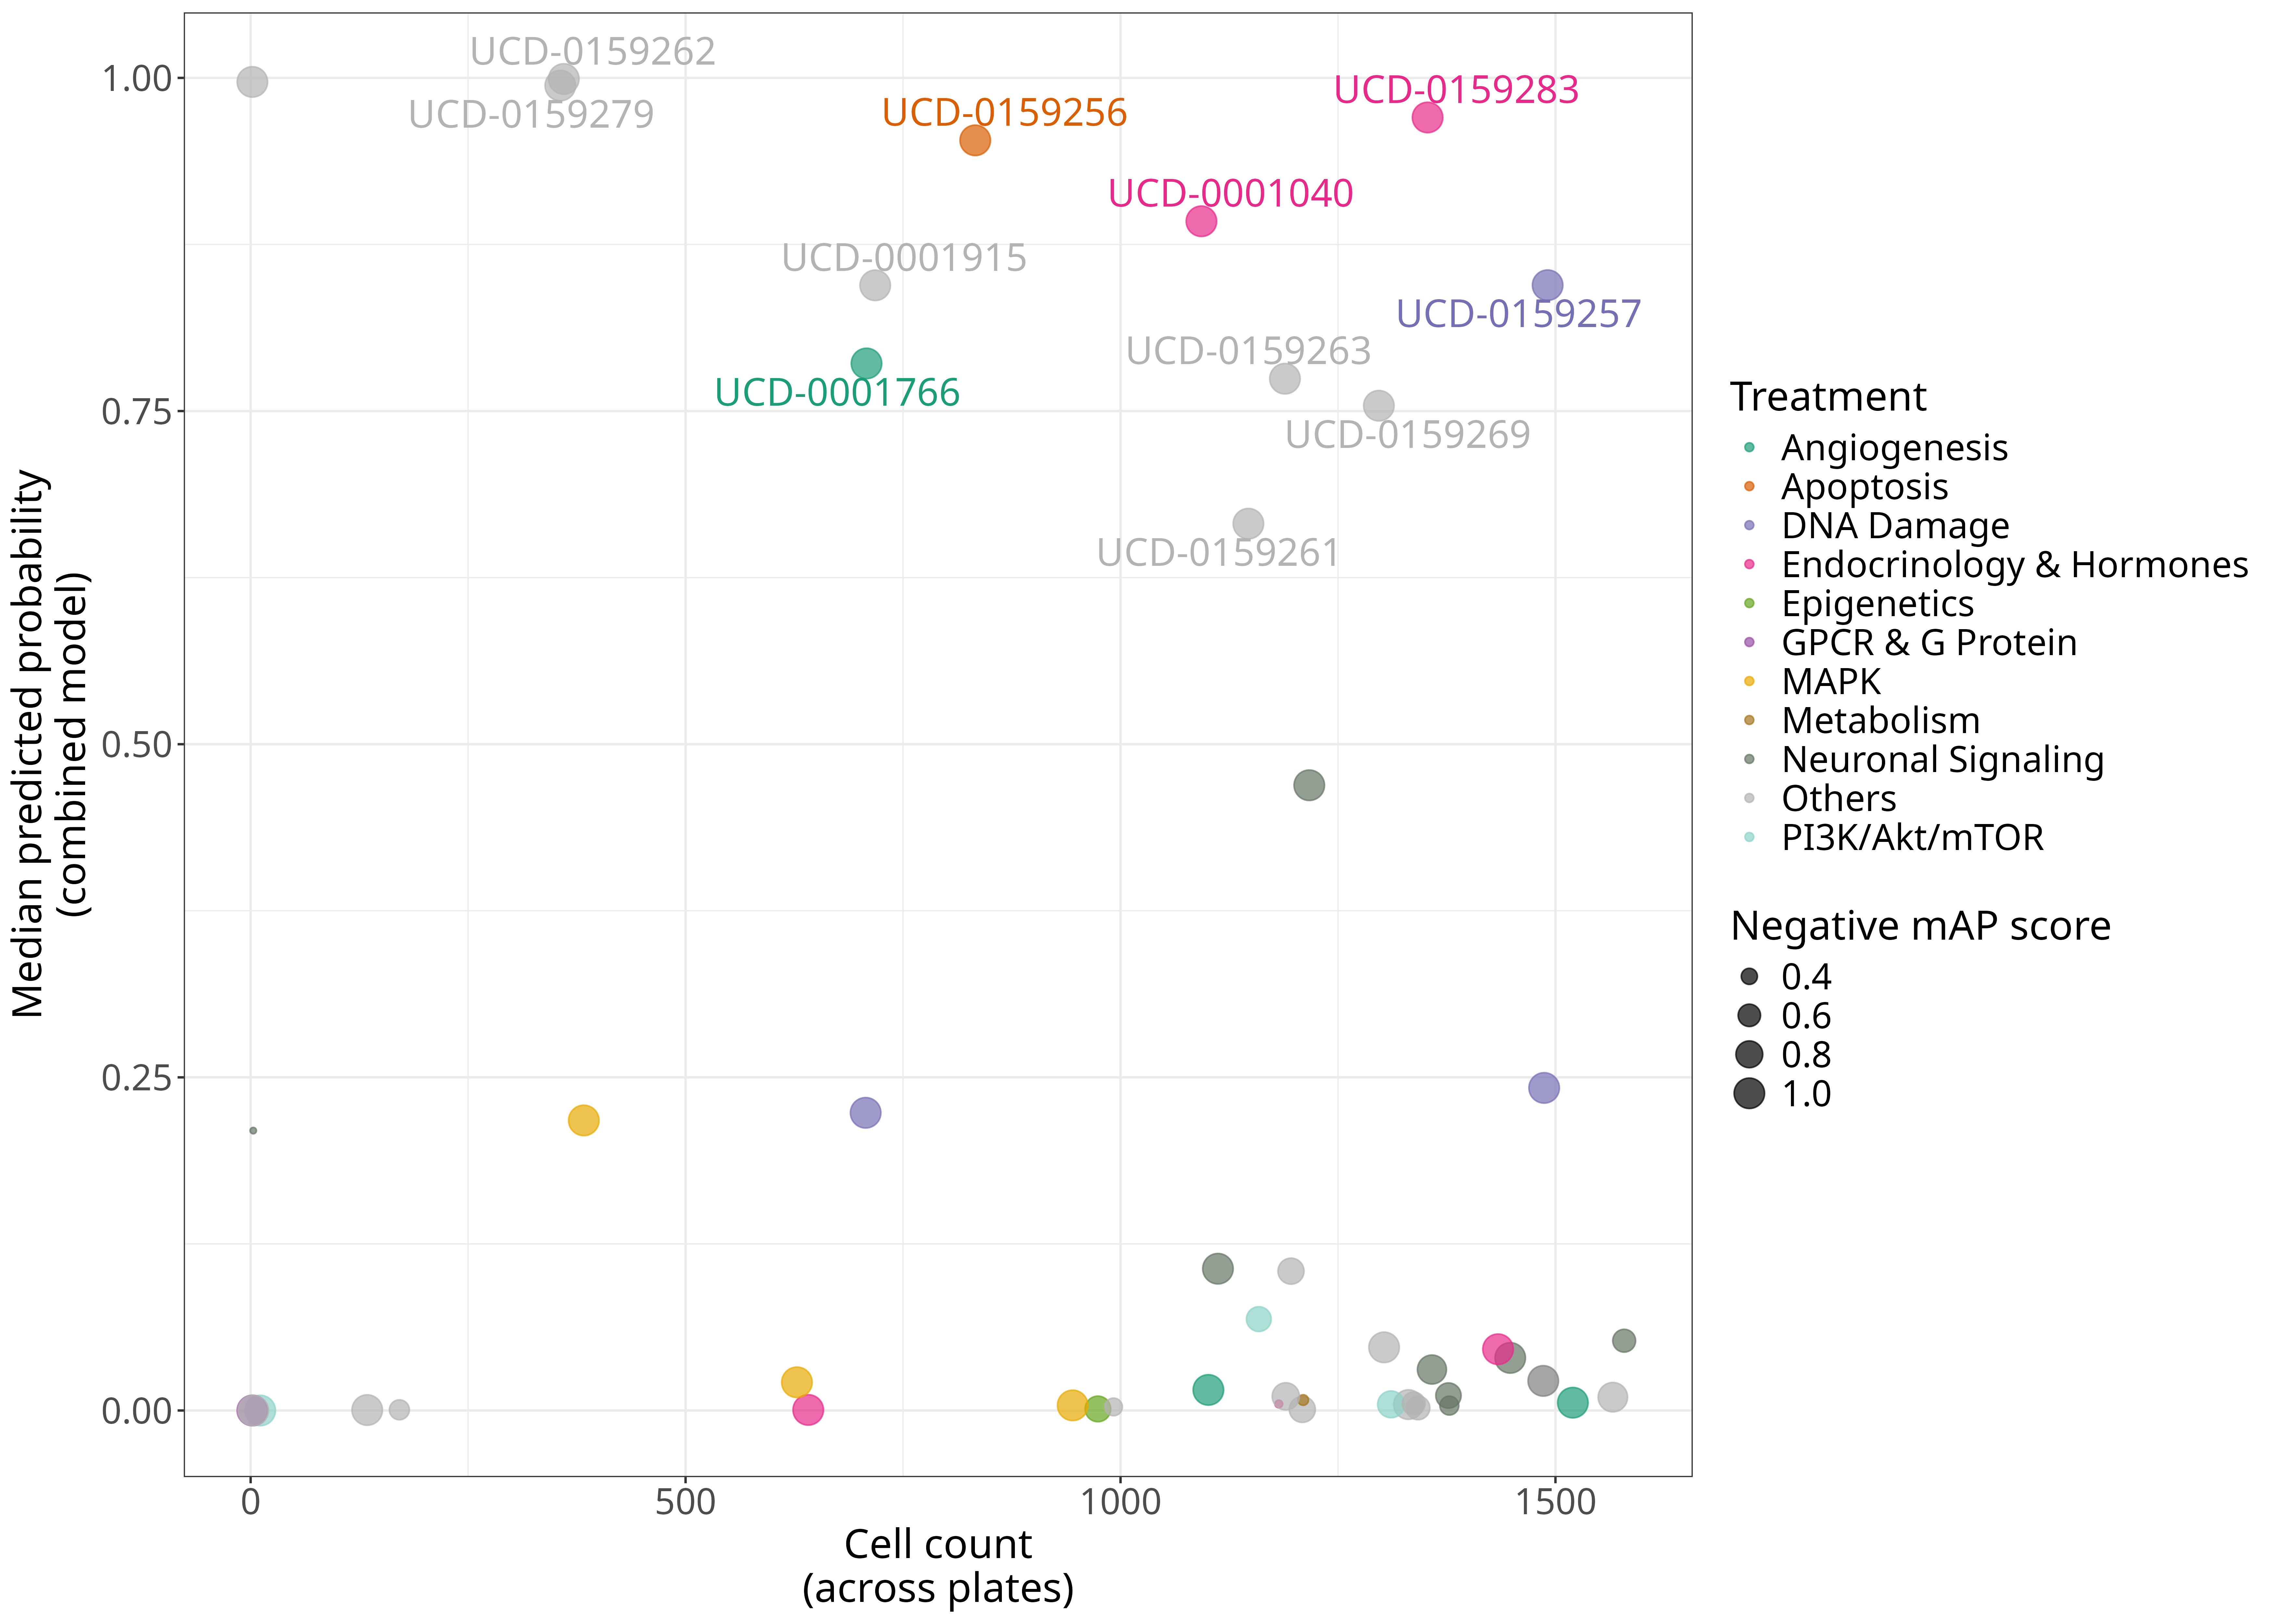 UCD-0159262
UCD-0159279
UCD-0159256
UCD-0159283
UCD-0001040
UCD-0001915
UCD-0159257
UCD-0001766
UCD-0159263
UCD-0159269
UCD-0159261
1.00
0.75
0.50
0.25
0.00
Median predicted probability
(combined model)
0
500
1000
1500
Cell count
(across plates)
Treatment
Angiogenesis
Apoptosis
DNA Damage
Endocrinology & Hormones
Epigenetics
GPCR & G Protein
MAPK
Metabolism
Neuronal Signaling
Others
PI3K/Akt/mTOR
Negative mAP score
0.4
0.6
0.8
1.0